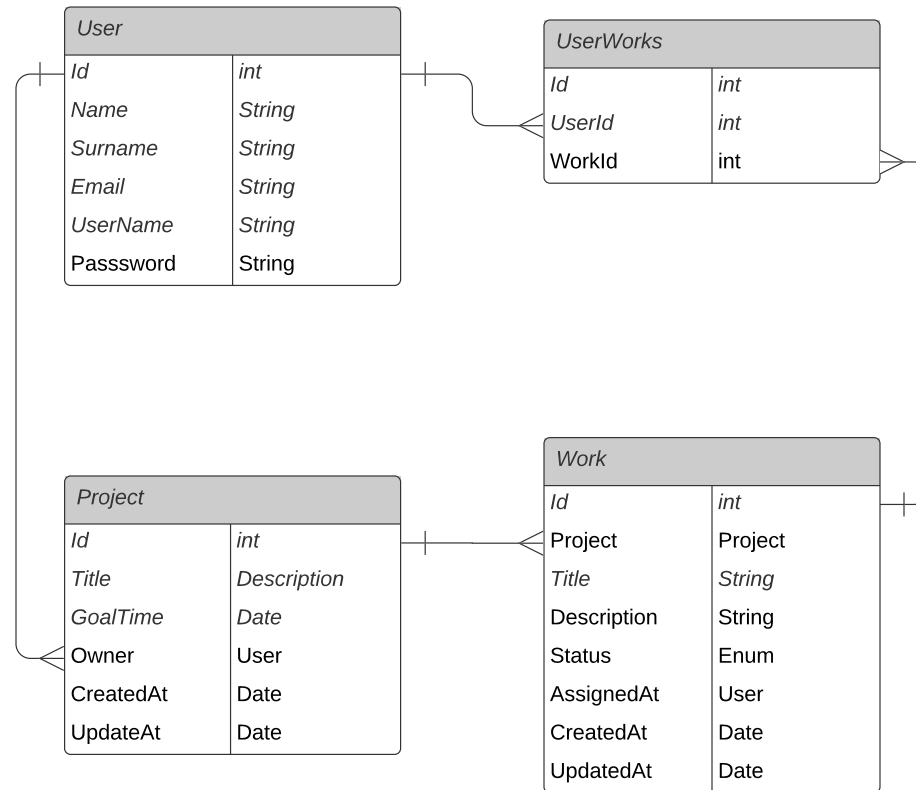 User
Id int
Name String
Surname String
Email String
UserName String
Passsword String
UserWorks
Id int
UserId int
WorkId int
Project
Id int
Title Description
GoalTime Date
Owner User
CreatedAt Date
UpdateAt Date
Work
Id int
Project Project
Title String
Description String
Status Enum
AssignedAt User
CreatedAt Date
UpdatedAt Date